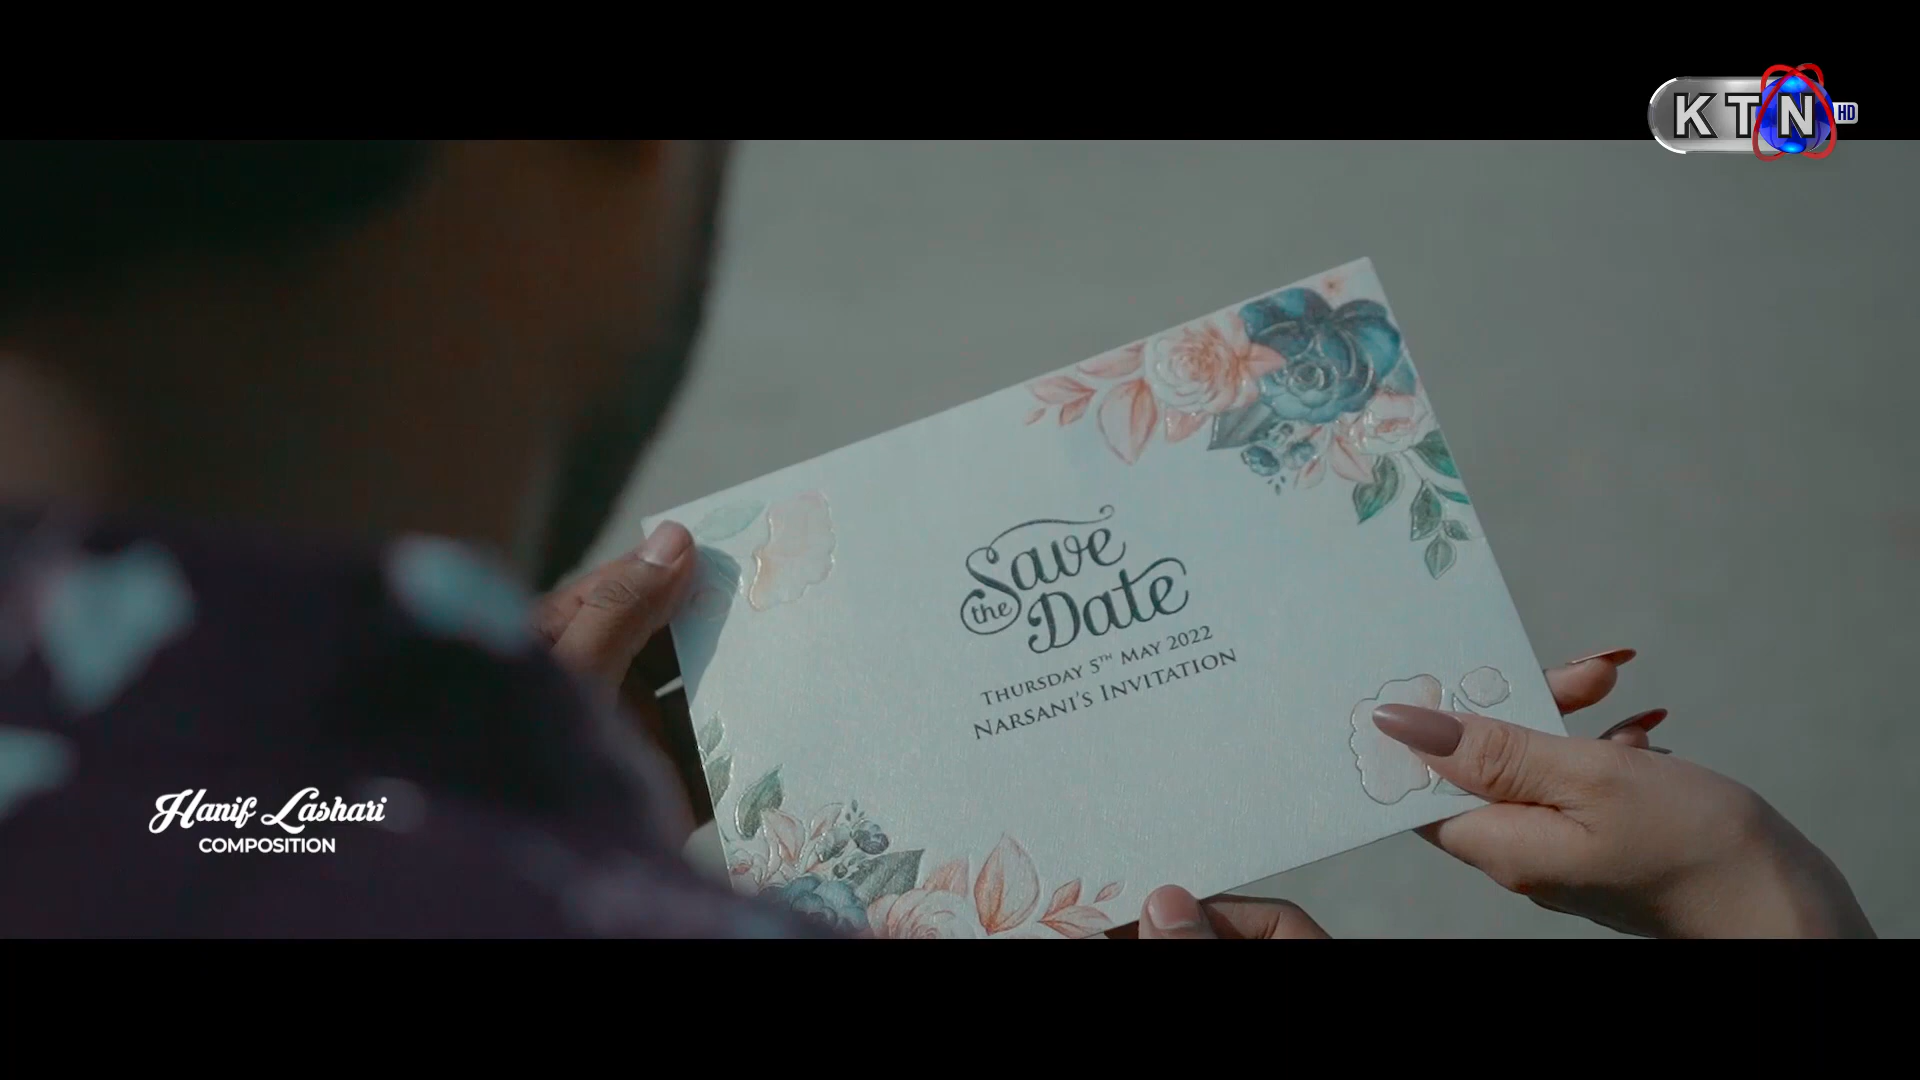 KTN HD
Save
the Date
THURSDAY 5TH MAY 2022
NARSANI'S INVITATION
Hanif Lashari
COMPOSITION